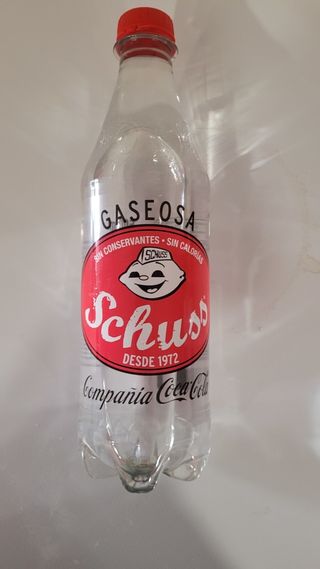 GASEOSA
SIN CONSERVANTES • SIN CALORÍAS
SCHUSS
Schuss
DESDE 1972
Compañía Coca-Cola